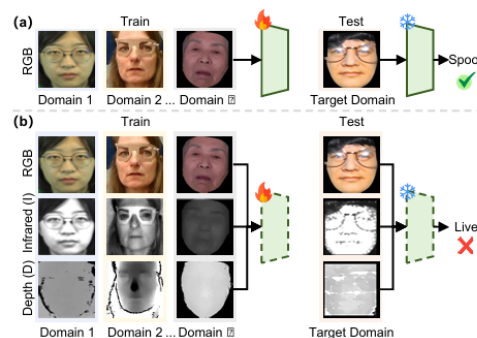 (a)
Train
Test
RGB
Spoof
Domain 1
Domain 2 ... Domain
Target Domain
(b)
Train
Test
RGB
Infrared (I)
Live
Depth (D)
Domain 1
Domain 2 ... Domain
Target Domain